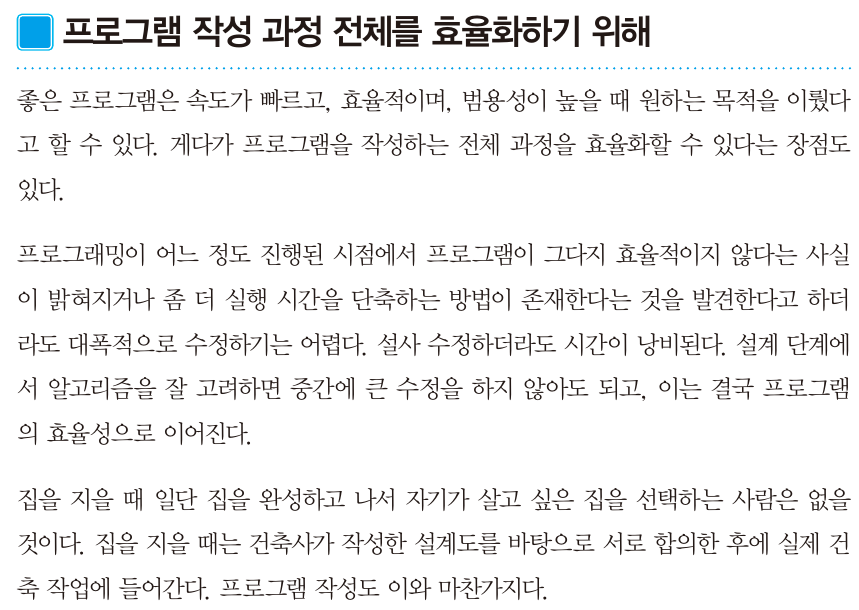 프로그램 작성 과정 전체를 효율화하기 위해
좋은 프로그램은 속도가 빠르고, 효율적이며, 범용성이 높을 때 원하는 목적을 이뤘다
고 할 수 있다. 게다가 프로그램을 작성하는 전체 과정을 효율화할 수 있다는 장점도
있다.
프로그래밍이 어느 정도 진행된 시점에서 프로그램이 그다지 효율적이지 않다는 사실
이 밝혀지거나 좀 더 실행 시간을 단축하는 방법이 존재한다는 것을 발견한다고 하더
라도 대폭적으로 수정하기는 어렵다. 설사 수정하더라도 시간이 낭비된다. 설계 단계에
서 알고리즘을 잘 고려하면 중간에 큰 수정을 하지 않아도 되고, 이는 결국 프로그램
의 효율성으로 이어진다.
집을 지을 때 일단 집을 완성하고 나서 자기가 살고 싶은 집을 선택하는 사람은 없을
것이다. 집을 지을 때는 건축사가 작성한 설계도를 바탕으로 서로 합의한 후에 실제 건
축 작업에 들어간다. 프로그램 작성도 이와 마찬가지다.